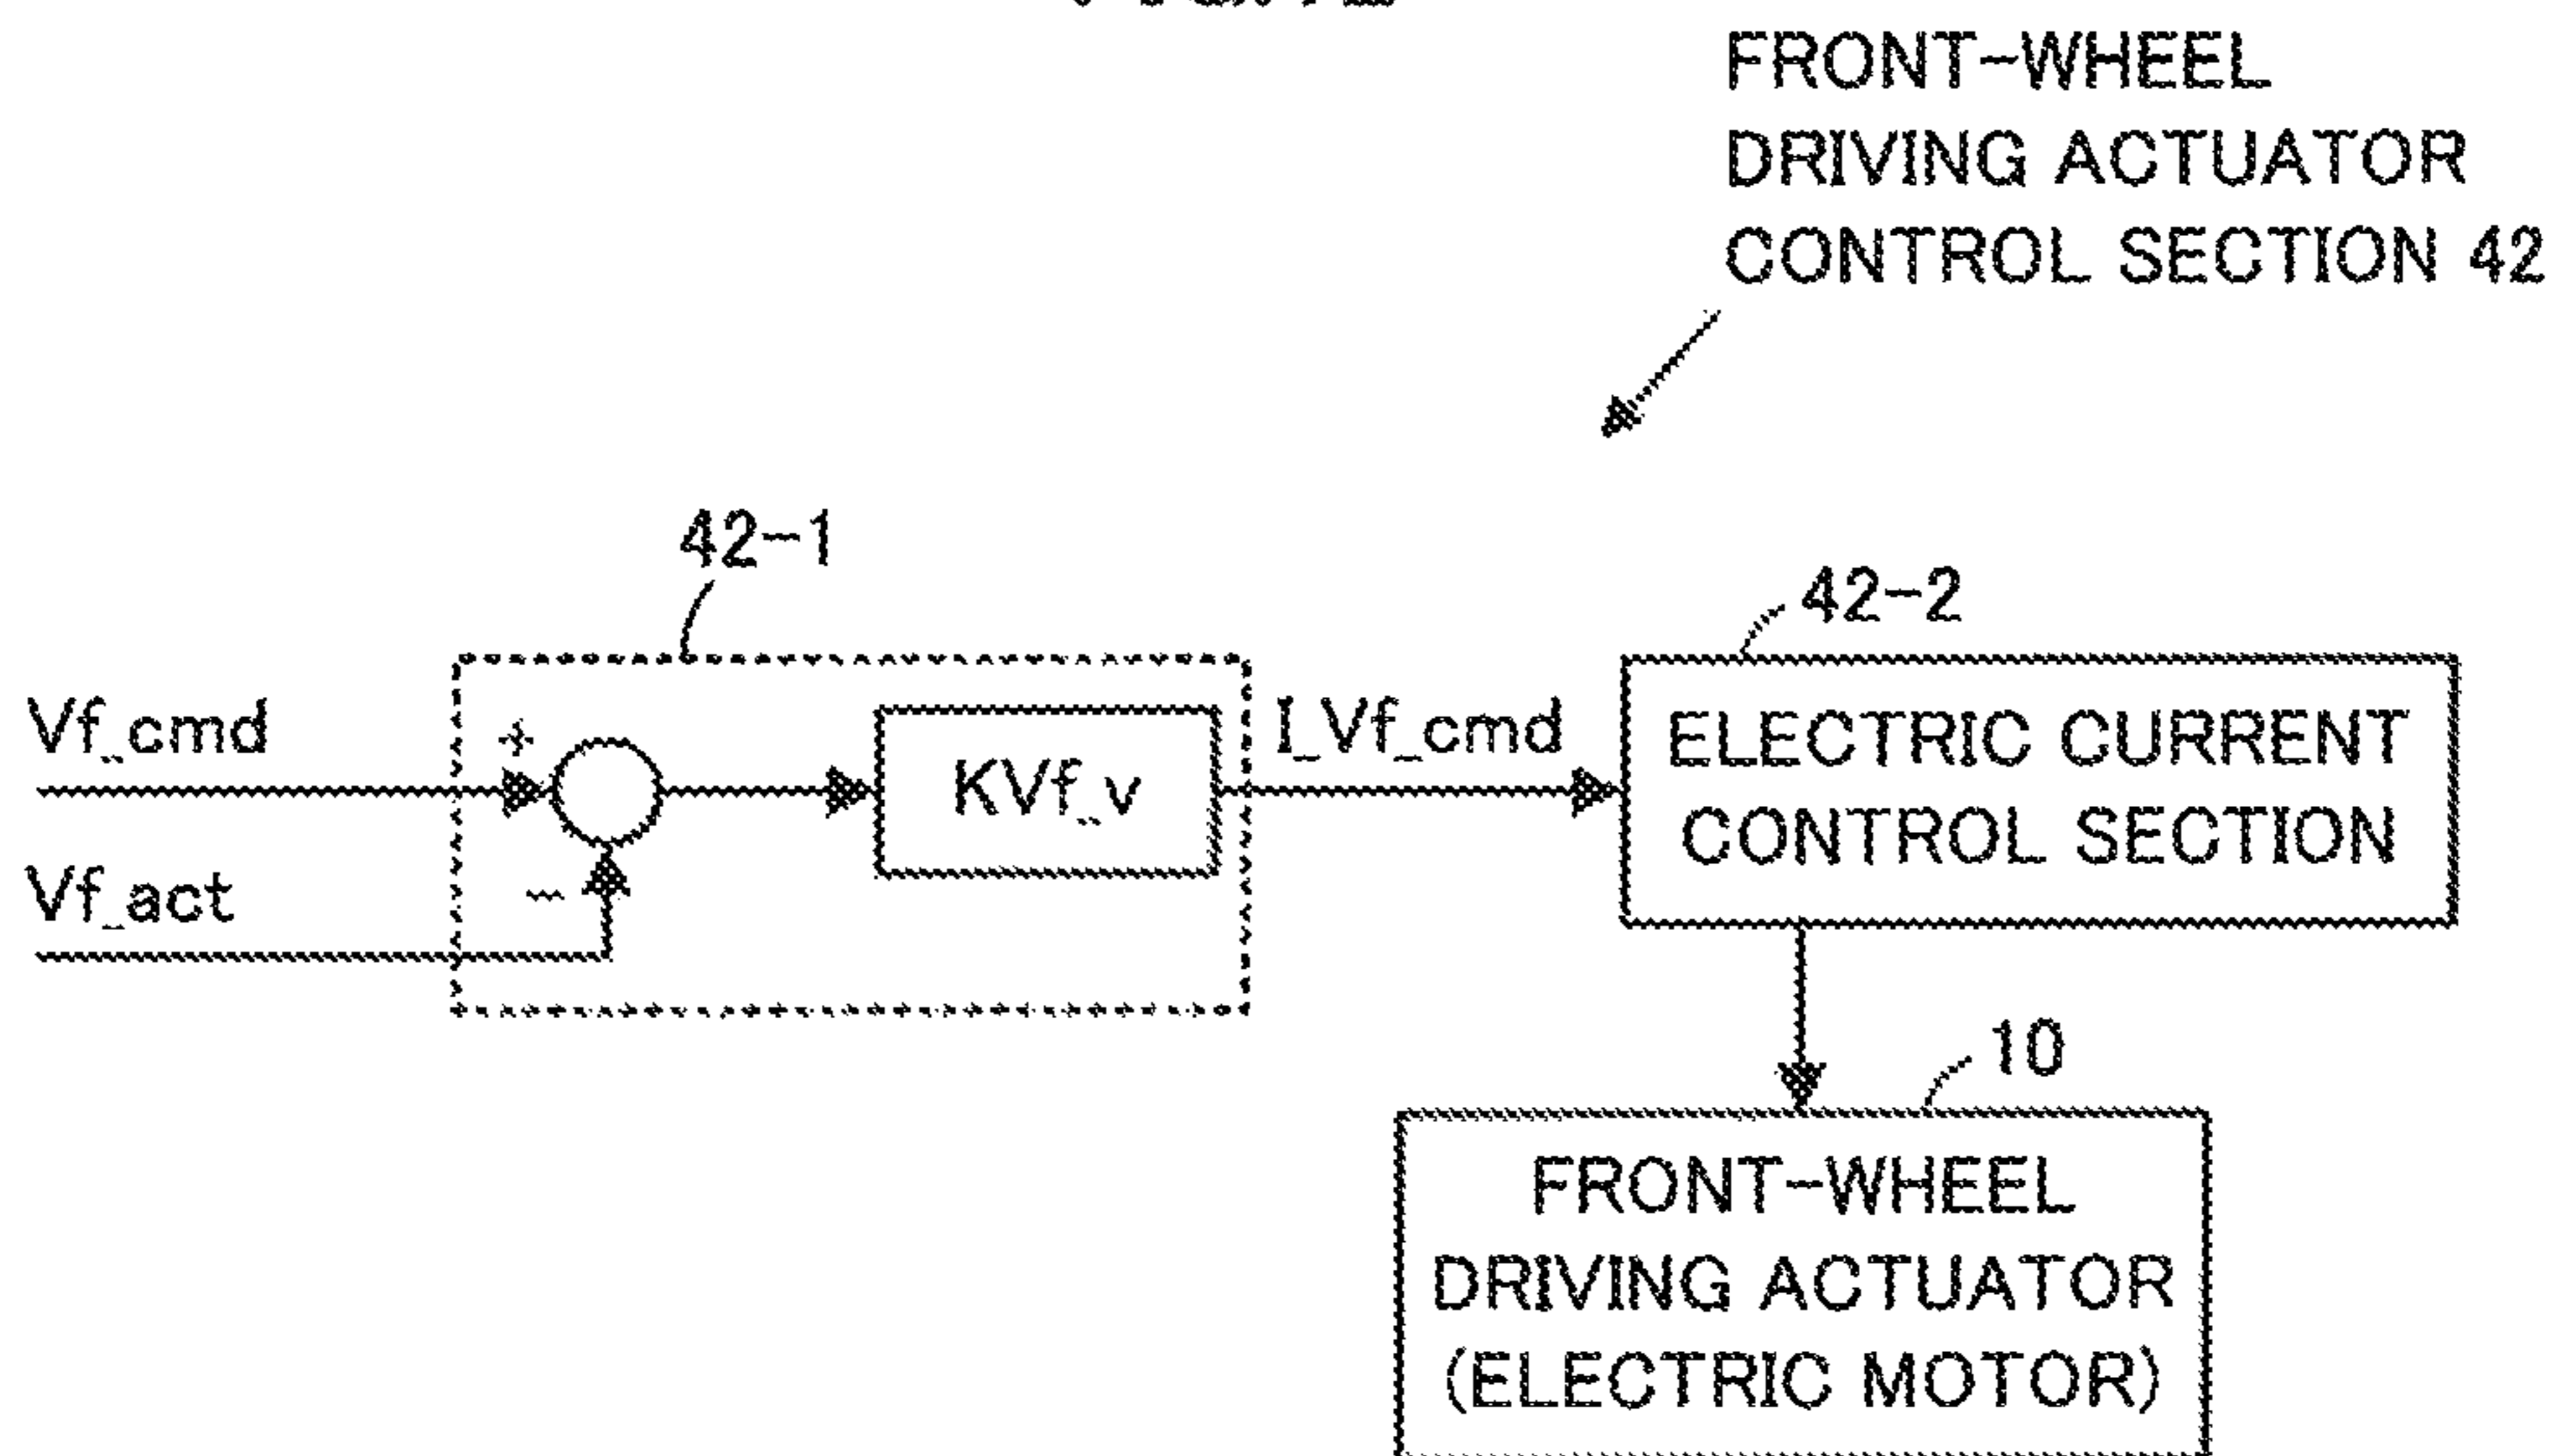 FRONT-WHEEL
DRIVING ACTUATOR
CONTROL SECTION 42
42-1
42-2
Vf_cmd
+
KVf_v
I_Vf_cmd
ELECTRIC CURRENT
CONTROL SECTION
Vf_act
-
10
FRONT-WHEEL
DRIVING ACTUATOR
(ELECTRIC MOTOR)